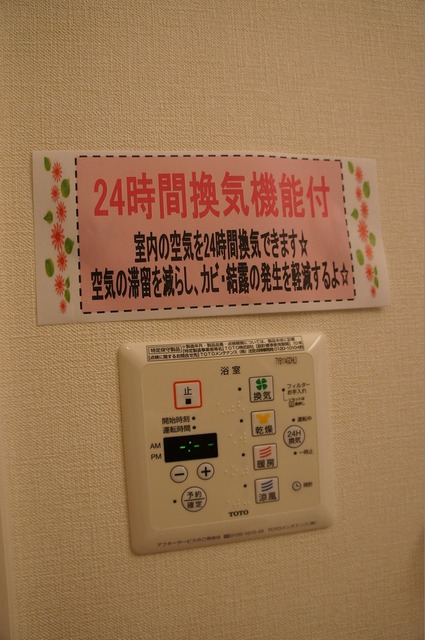 24時間換気機能付
室内の空気を24時間換気できます☆
空気の滞留を減らし、カビ・結露の発生を軽減するよ☆
浴室
止
換気
フィルター
お手入れ
開始時刻
運転時間
乾燥
運転中
24H
換気
AM
PM
暖房
一時止
− +
予約
確定
涼風
時計
TOTO